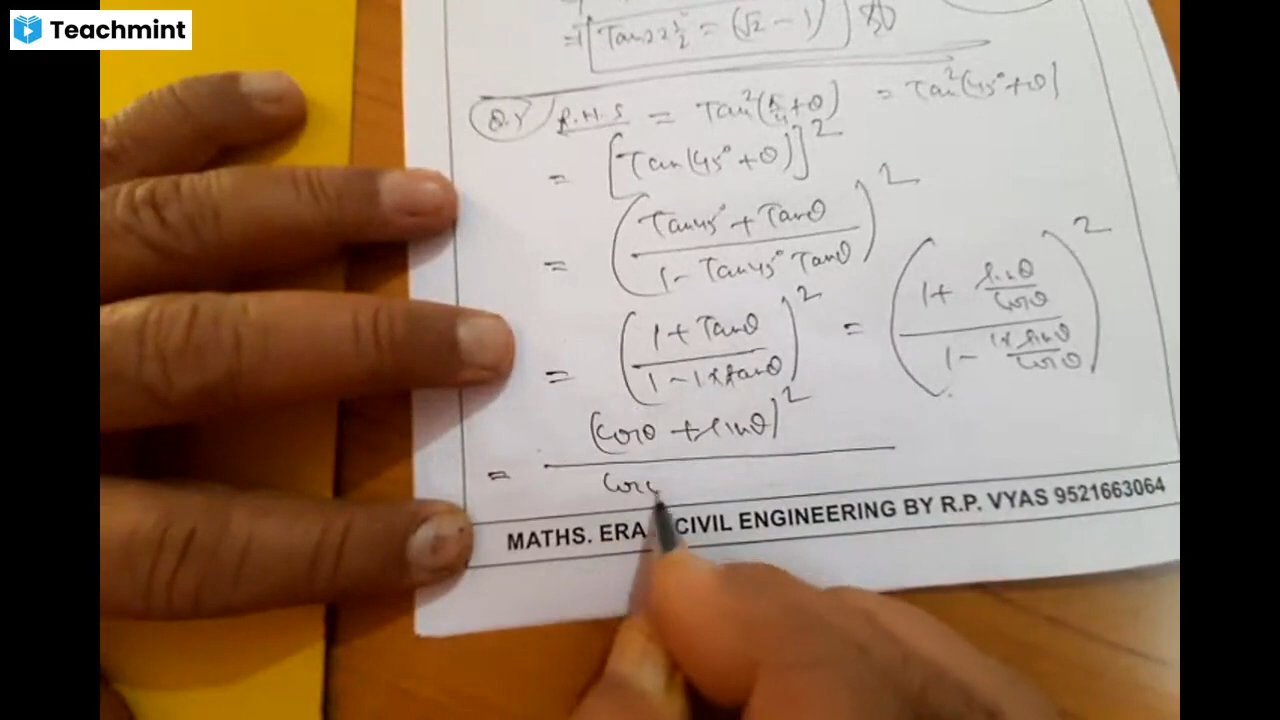 Teachmint
=) Tan 22 1/2 = (√2 - 1)
Q.Y R.H.S = Tan²(π/4+θ) = Tan²(45°+θ)
= [Tan(45°+θ)]²
= (Tan45° + Tanθ / 1 - Tan45° Tanθ)²
= (1 + Tanθ / 1 - 1×tanθ)² = (1 + sinθ/cosθ / 1 - 1×sinθ/cosθ)²
= (cosθ + sinθ)² / cos
MATHS. ERA CIVIL ENGINEERING BY R.P. VYAS 9521663064